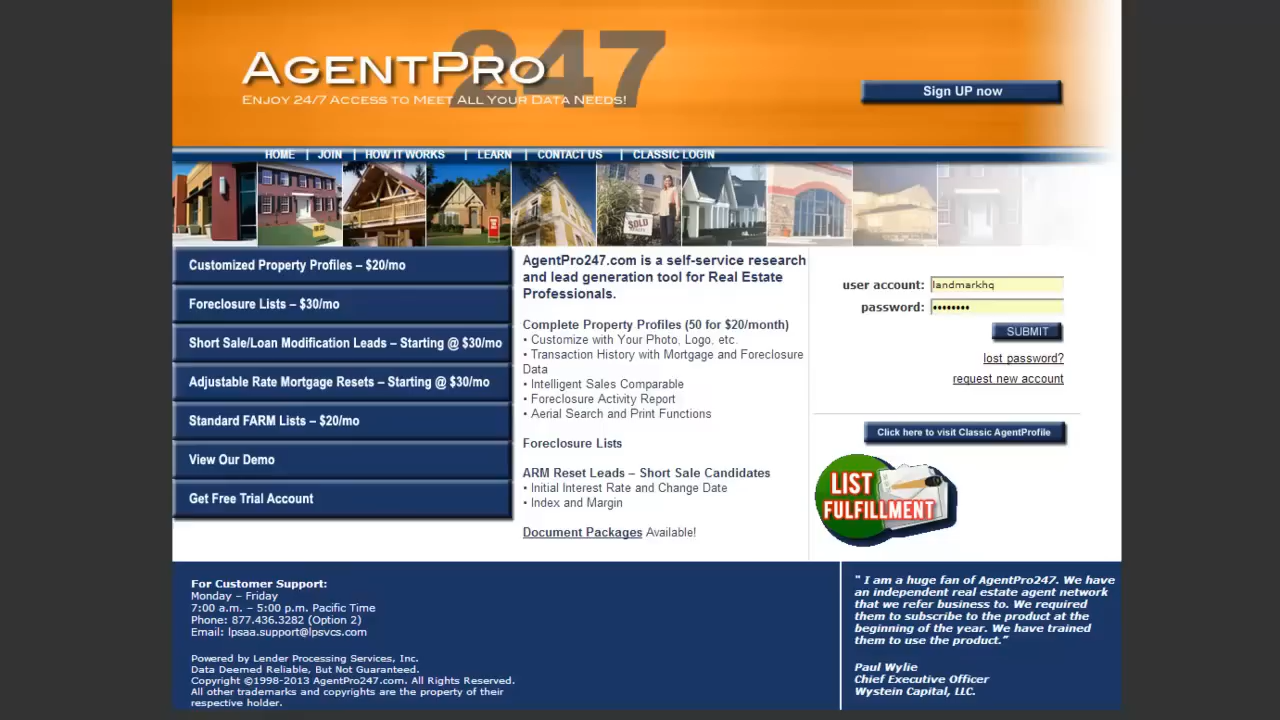 247
AGENTPRO
ENJOY 24/7 ACCESS TO MEET ALL YOUR DATA NEEDS!
Sign UP now
HOME | JOIN | HOW IT WORKS | LEARN | CONTACT US | CLASSIC LOGIN
SOLD
Customized Property Profiles – $20/mo
Foreclosure Lists – $30/mo
Short Sale/Loan Modification Leads – Starting @ $30/mo
Adjustable Rate Mortgage Resets – Starting @ $30/mo
Standard FARM Lists – $20/mo
View Our Demo
Get Free Trial Account
AgentPro247.com is a self-service research
and lead generation tool for Real Estate
Professionals.
Complete Property Profiles (50 for $20/month)
• Customize with Your Photo, Logo, etc.
• Transaction History with Mortgage and Foreclosure
Data
• Intelligent Sales Comparable
• Foreclosure Activity Report
• Aerial Search and Print Functions
Foreclosure Lists
ARM Reset Leads – Short Sale Candidates
• Initial Interest Rate and Change Date
• Index and Margin
Document Packages Available!
user account: landmarkhq
password: ••••••••
SUBMIT
lost password?
request new account
Click here to visit Classic AgentProfile
LIST
FULFILLMENT
For Customer Support:
Monday – Friday
7:00 a.m. – 5:00 p.m. Pacific Time
Phone: 877.436.3282 (Option 2)
Email: lpsaa.support@lpsvcs.com
Powered by Lender Processing Services, Inc.
Data Deemed Reliable, But Not Guaranteed.
Copyright ©1998-2013 AgentPro247.com. All Rights Reserved.
All other trademarks and copyrights are the property of their
respective holder.
" I am a huge fan of AgentPro247. We have
an independent real estate agent network
that we refer business to. We required
them to subscribe to the product at the
beginning of the year. We have trained
them to use the product."
Paul Wylie
Chief Executive Officer
Wystein Capital, LLC.